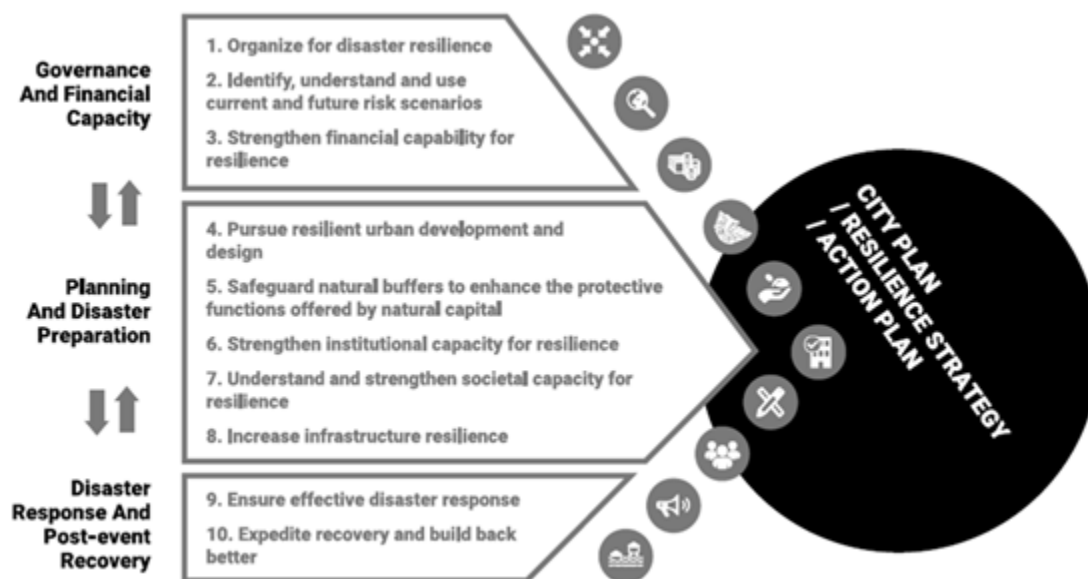 Governance
And Financial
Capacity
1. Organize for disaster resilience
2. Identify, understand and use
current and future risk scenarios
3. Strengthen financial capability for
resilience
Planning
And Disaster
Preparation
4. Pursue resilient urban development and
design
5. Safeguard natural buffers to enhance the protective
functions offered by natural capital
6. Strengthen institutional capacity for resilience
7. Understand and strengthen societal capacity for
resilience
8. Increase infrastructure resilience
Disaster
Response And
Post-event
Recovery
9. Ensure effective disaster response
10. Expedite recovery and build back
better
CITY PLAN
/ RESILIENCE STRATEGY
/ ACTION PLAN